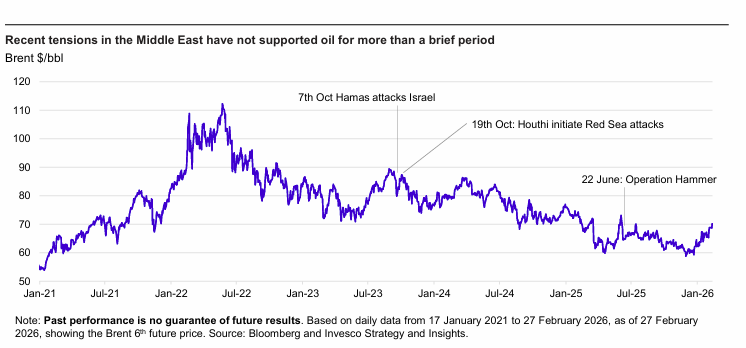 Recent tensions in the Middle East have not supported oil for more than a brief period
Brent $/bbl
120
110
100
90
80
70
60
50
7th Oct Hamas attacks Israel
19th Oct: Houthi initiate Red Sea attacks
22 June: Operation Hammer
Jan-21 Jul-21 Jan-22 Jul-22 Jan-23 Jul-23 Jan-24 Jul-24 Jan-25 Jul-25 Jan-26
Note: Past performance is no guarantee of future results. Based on daily data from 17 January 2021 to 27 February 2026, as of 27 February
2026, showing the Brent 6th future price. Source: Bloomberg and Invesco Strategy and Insights.